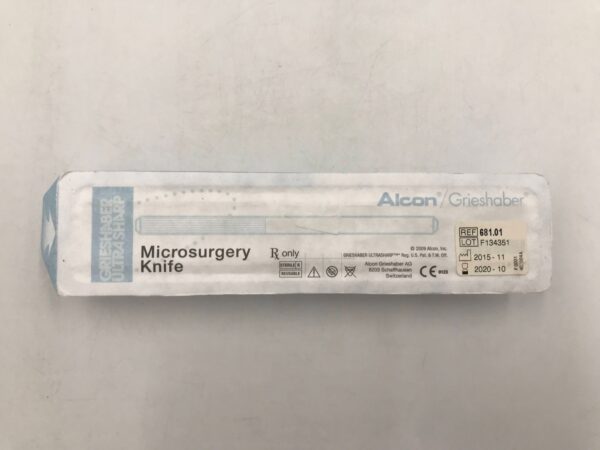 GRIESHABER
ULTRASHARP
Alcon / Grieshaber
Microsurgery
Knife
Rx only
STERILE R
© 2009 Alcon, Inc.
GRIESHABER ULTRASHARP™* Reg. U.S. Pat. & T.M. Off.
Alcon Grieshaber AG
8203 Schaffhausen
Switzerland
CE 0123
REF 681.01
LOT F134351
2015 - 11
2020 - 10